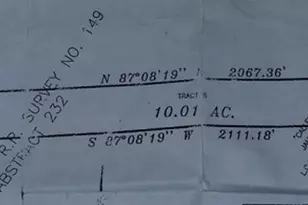 R.R. SURVEY NO. 149
ABSTRACT 232
N 87°08'19" 2067.36'
TRACT
10.01 AC.
S 87°08'19" W 2111.18'